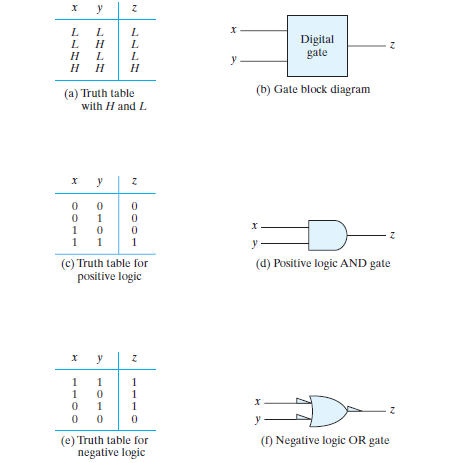 x y z
L L L
L H L
H L L
H H H
(a) Truth table
with H and L
x
y
Digital
gate
z
(b) Gate block diagram
x y z
0 0 0
0 1 0
1 0 0
1 1 1
(c) Truth table for
positive logic
x
y
z
(d) Positive logic AND gate
x y z
1 1 1
1 0 1
0 1 1
0 0 0
(e) Truth table for
negative logic
x
y
z
(f) Negative logic OR gate